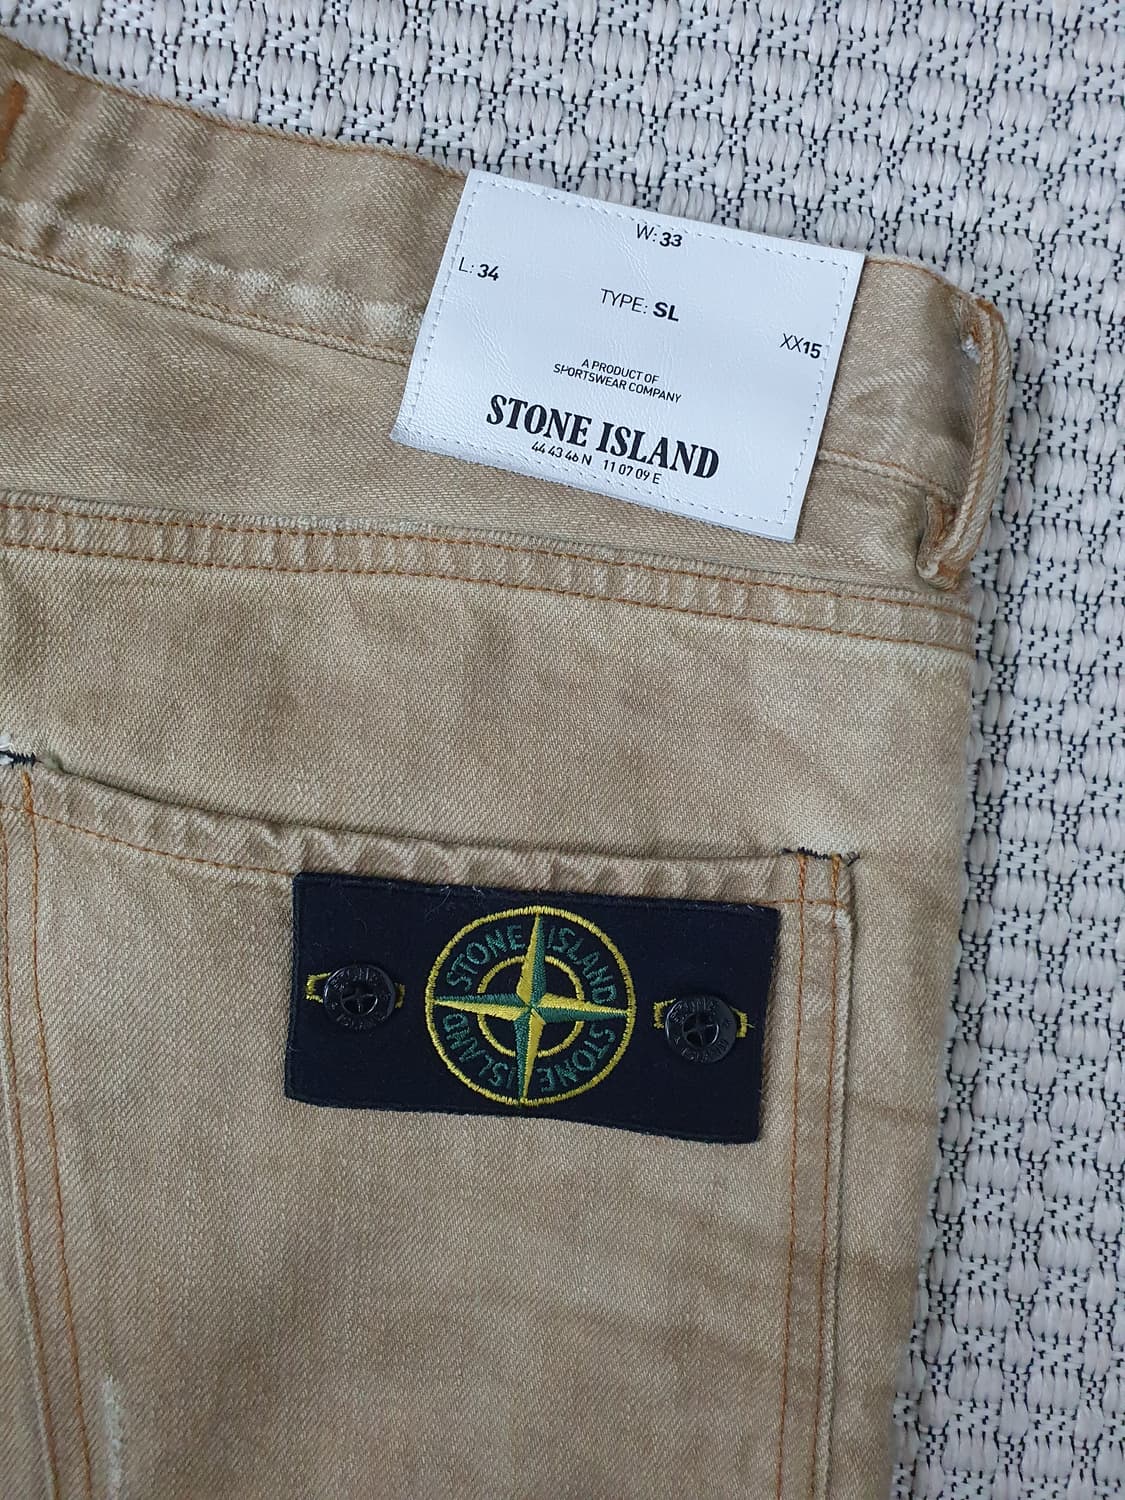 W: 33
L: 34
TYPE: SL
XX15
A PRODUCT OF
SPORTSWEAR COMPANY
STONE ISLAND
44 43 46 N 11 07 09 E
STONE ISLAND
STONE ISLAND